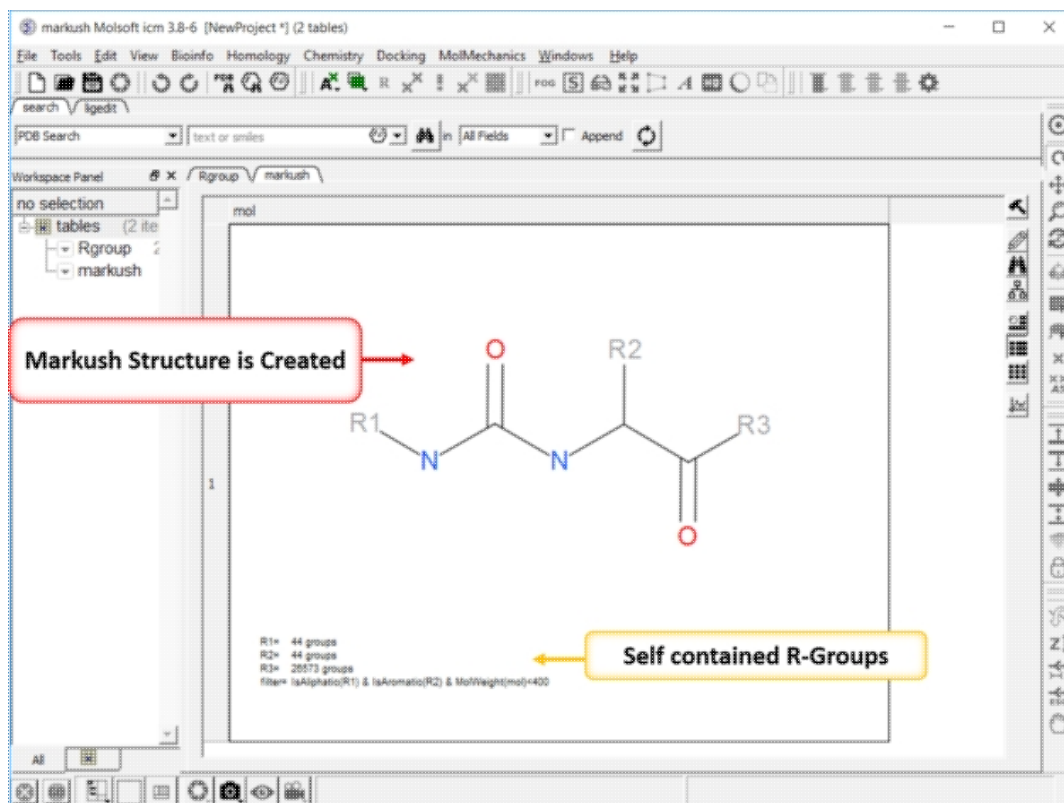 markush Molsoft icm 3.8-6 [NewProject *] (2 tables)
File Tools Edit View Bioinfo Homology Chemistry Docking MolMechanics Windows Help
search ligedit
PDB Search text or smiles in All Fields Append
Workspace Panel
Rgroup markush
no selection
mol
tables (2 ite
Rgroup 2
markush
Markush Structure is Created
O R2
R1 R3
N N
O
1
R1= 44 groups
R2= 44 groups
R3= 26573 groups
filter= IsAliphatic(R1) & IsAromatic(R2) & MolWeight(mol)<400
Self contained R-Groups
All